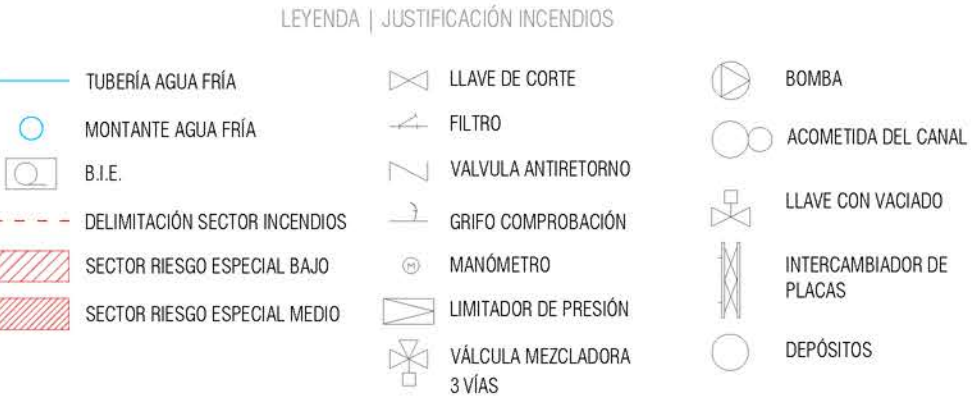 LEYENDA | JUSTIFICACIÓN INCENDIOS
TUBERÍA AGUA FRÍA
MONTANTE AGUA FRÍA
B.I.E.
DELIMITACIÓN SECTOR INCENDIOS
SECTOR RIESGO ESPECIAL BAJO
SECTOR RIESGO ESPECIAL MEDIO
LLAVE DE CORTE
FILTRO
VALVULA ANTIRETORNO
GRIFO COMPROBACIÓN
M MANÓMETRO
LIMITADOR DE PRESIÓN
VÁLCULA MEZCLADORA
3 VÍAS
BOMBA
ACOMETIDA DEL CANAL
LLAVE CON VACIADO
INTERCAMBIADOR DE
PLACAS
DEPÓSITOS